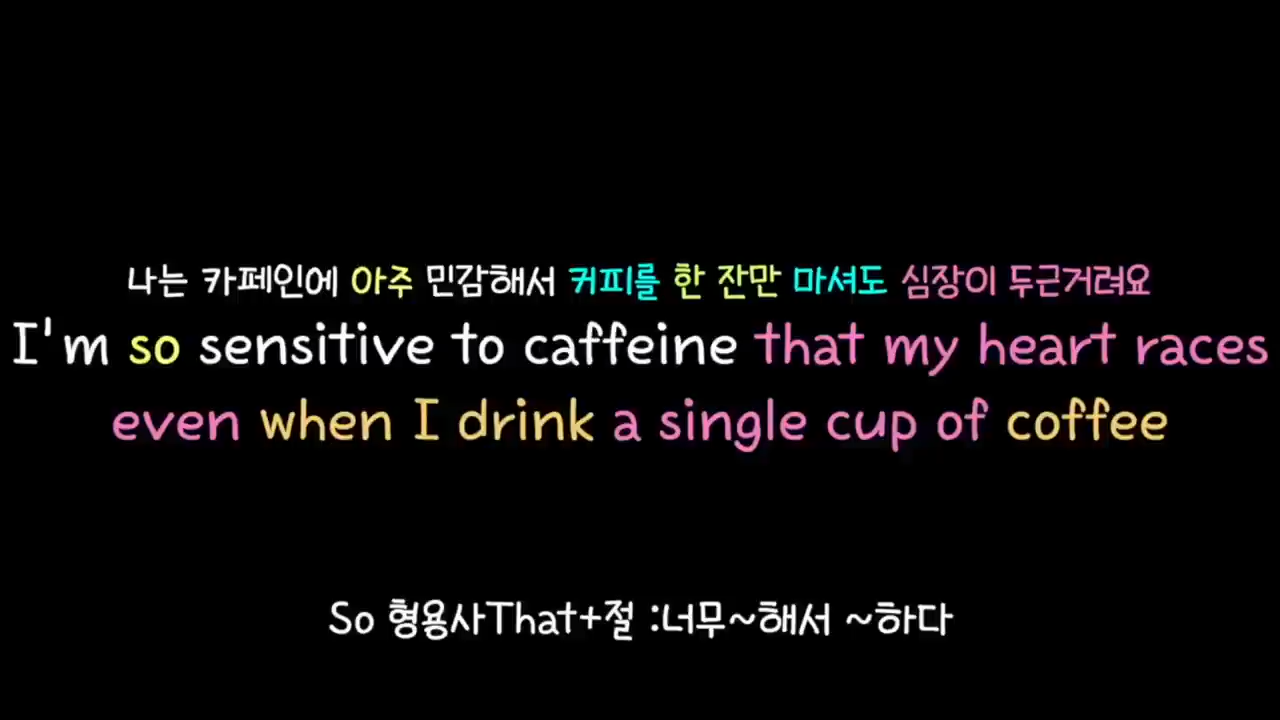 나는 카페인에 아주 민감해서 커피를 한 잔만 마셔도 심장이 두근거려요
I'm so sensitive to caffeine that my heart races
even when I drink a single cup of coffee
So 형용사That+절 :너무~해서 ~하다